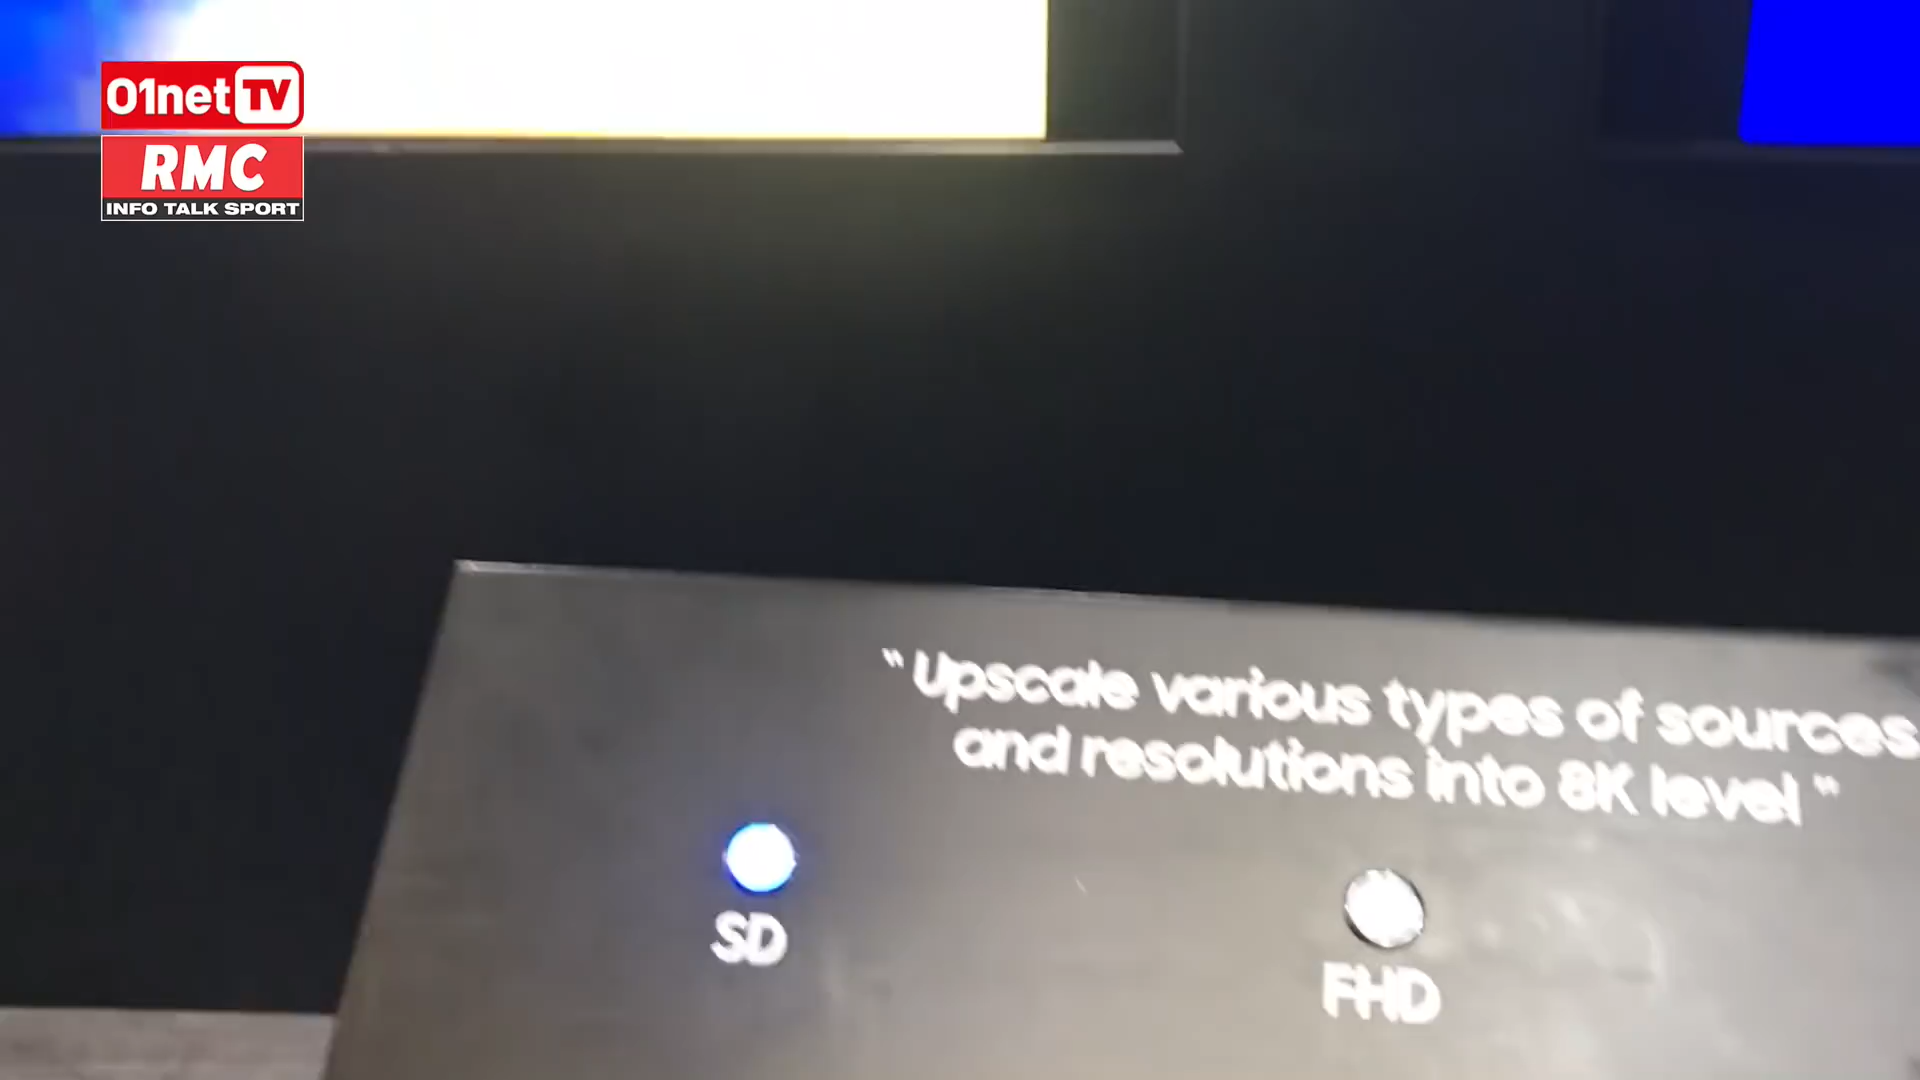 01net TV
RMC
INFO TALK SPORT
" Upscale various types of sources
and resolutions into 8K level "
SD
FHD